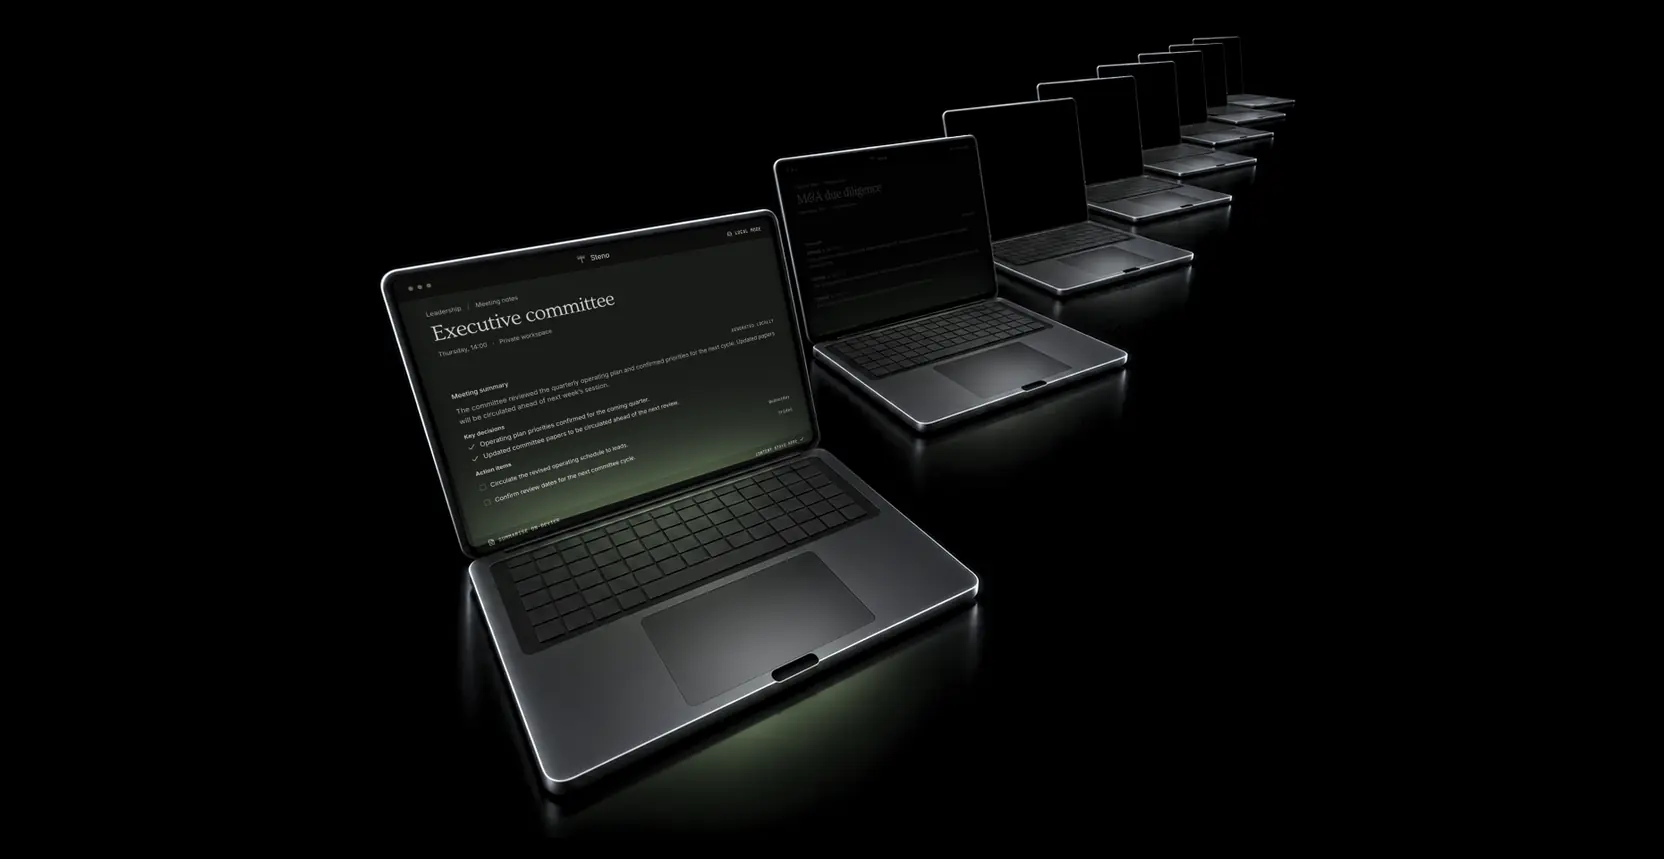 LOCAL MODE
Steno
Leadership / Meeting notes
Executive committee
Thursday, 14:00 · Private workspace
GENERATED LOCALLY
Meeting summary
The committee reviewed the quarterly operating plan and confirmed priorities for the next cycle. Updated papers
will be circulated ahead of next week's session.
Key decisions
✓ Operating plan priorities confirmed for the coming quarter.
✓ Updated committee papers to be circulated ahead of the next review.
Action items
Circulate the revised operating schedule to leads.
Confirm review dates for the next committee cycle.
CONTENT STAYS HERE ✓
SUMMARISE ON-DEVICE
M&A due diligence